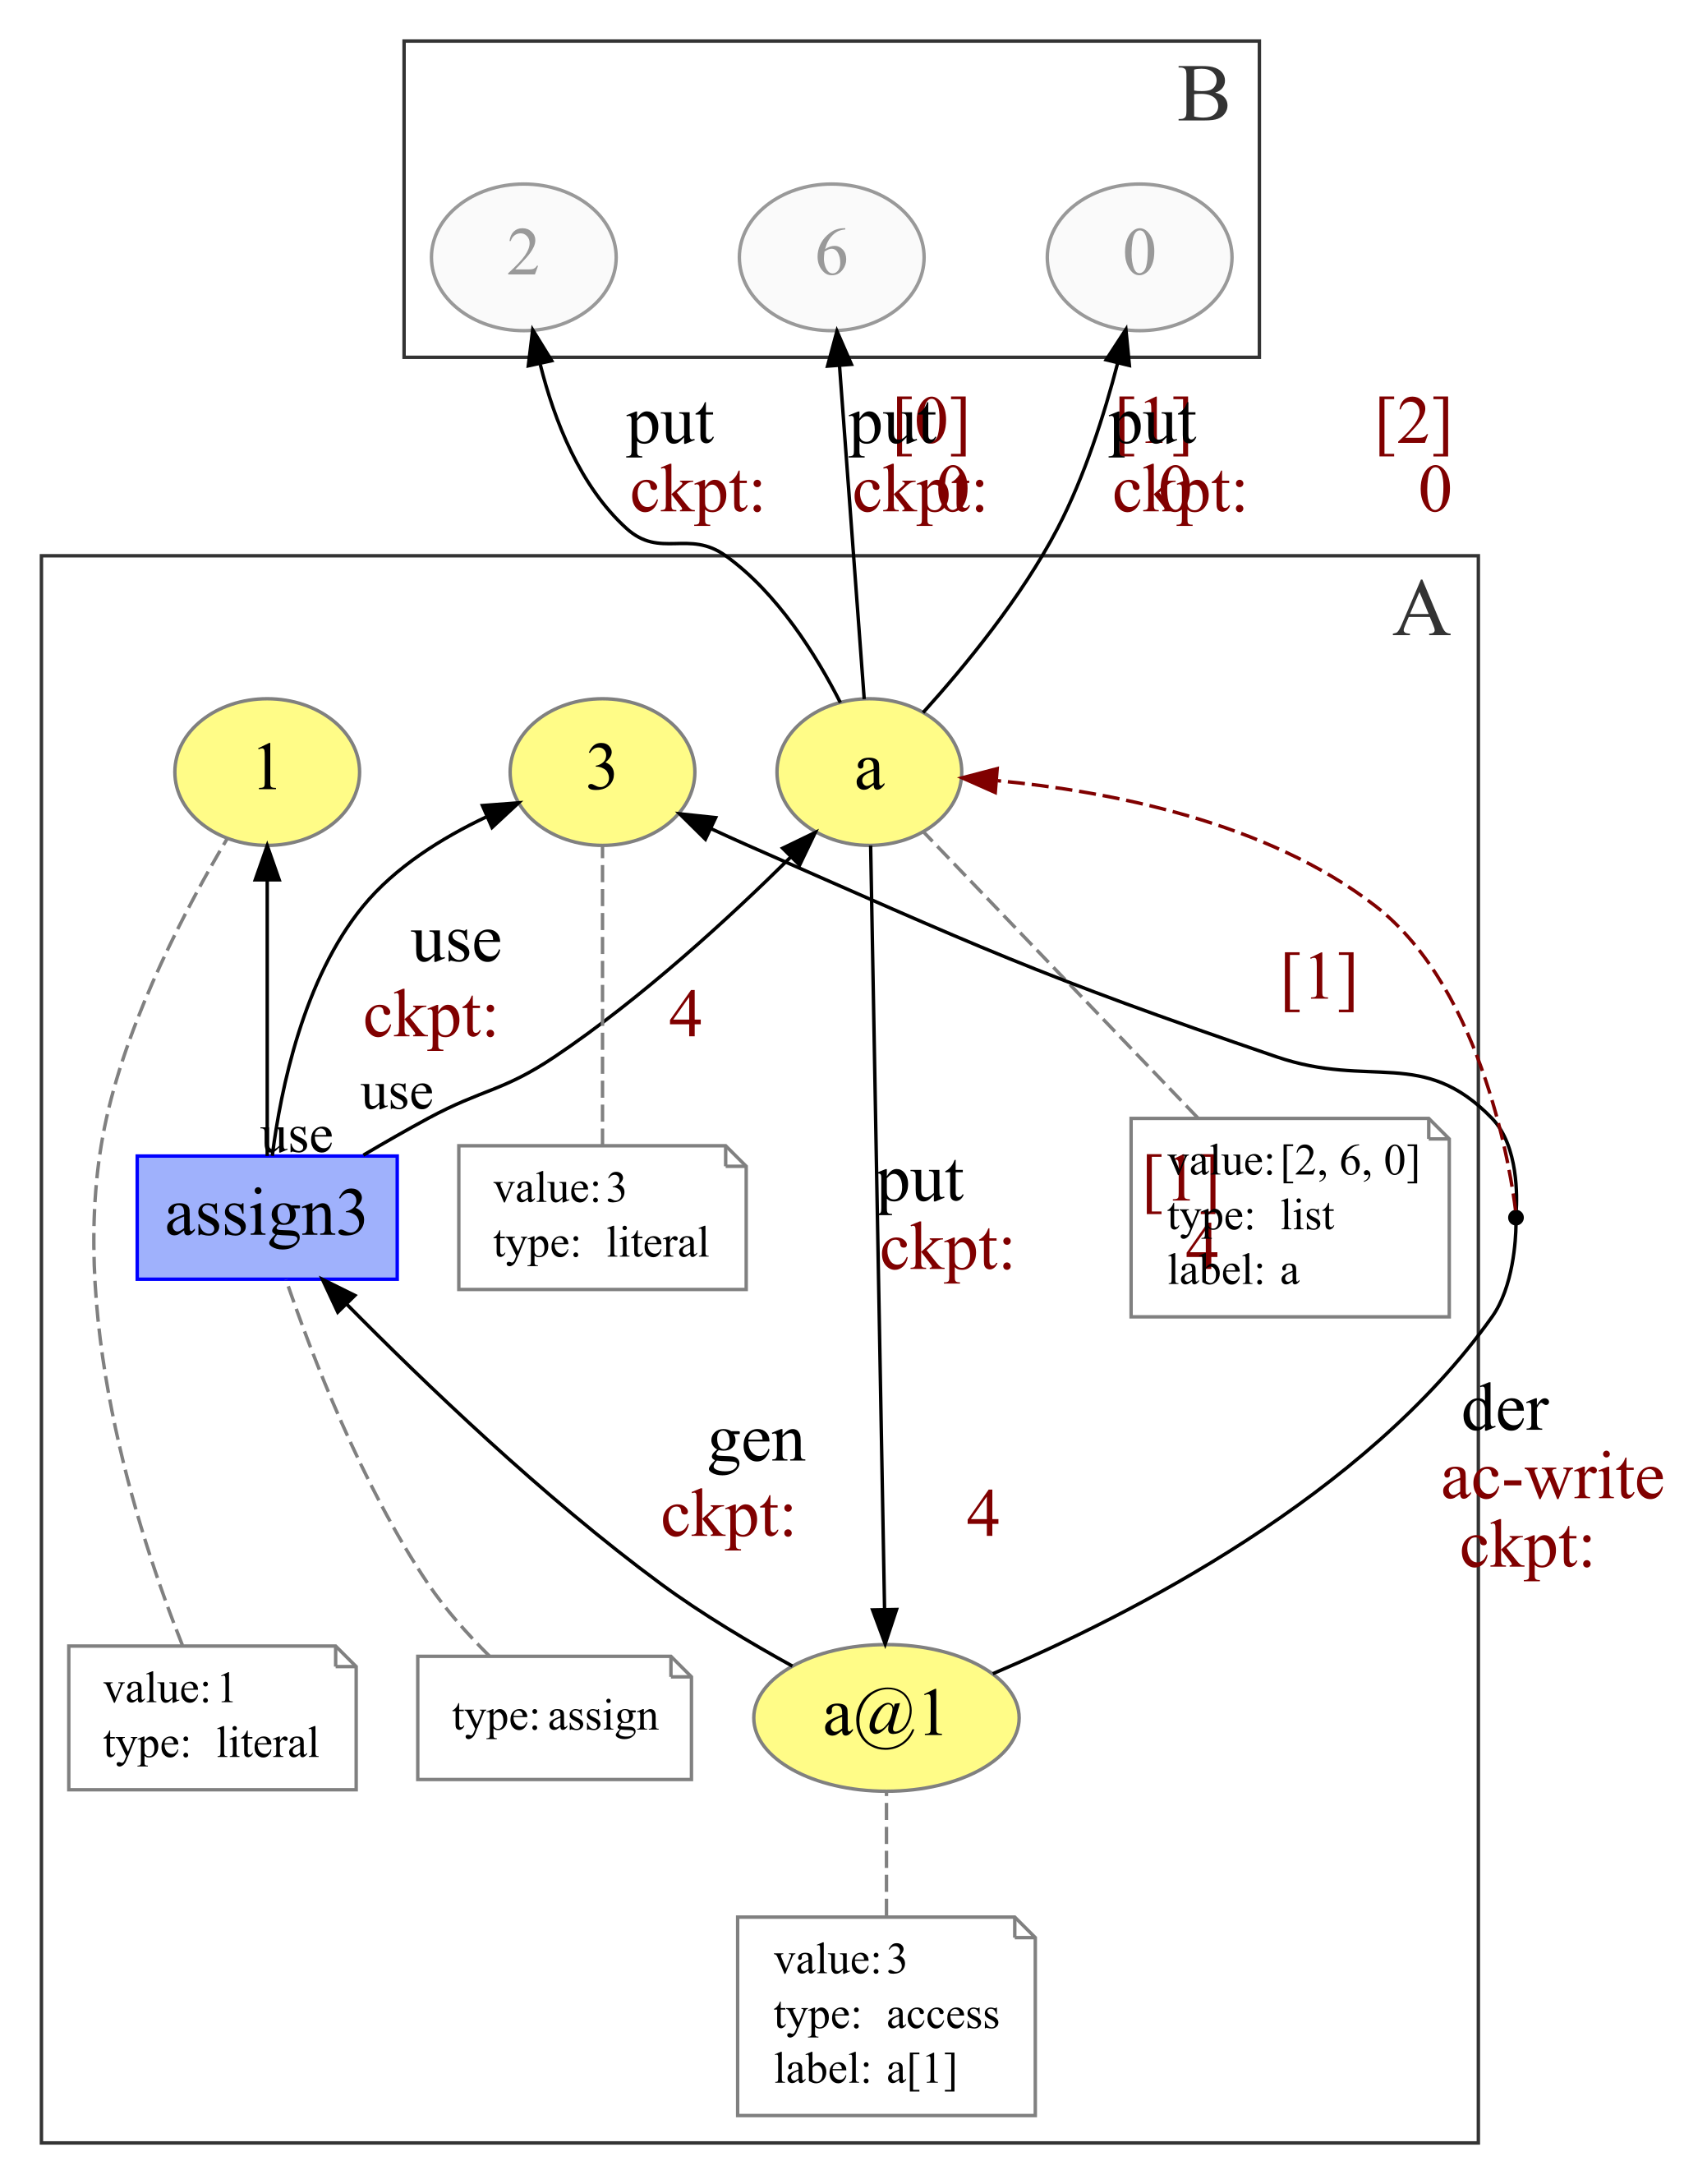 B
2 6 0
put [0] put [1] put [2]
ckpt: 0 ckpt: 0 ckpt: 0
A
1 3 a
use
ckpt: 4
[1]
use
use
assign3
value: 3
type: literal
put [1]
ckpt: 4
value: [2, 6, 0]
type: list
label: a
gen
ckpt: 4
der
ac-write
ckpt:
value: 1
type: literal
type: assign
a@1
value: 3
type: access
label: a[1]